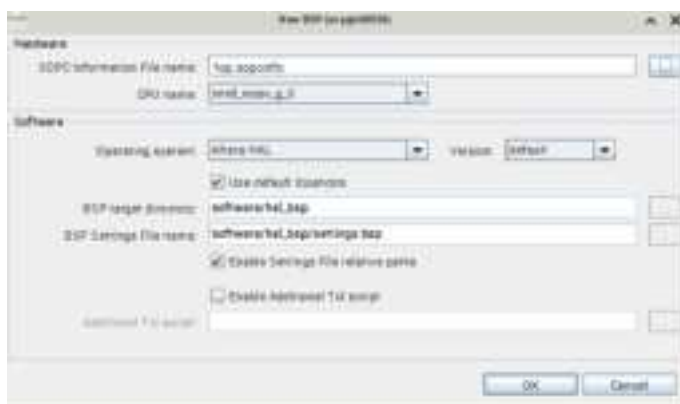 New BSP
Hardware
SOPC Information File name:
CPU name:
Software
Operating system: Altera HAL Version: default
Use default locations
BSP target directory: software/hal_bsp
BSP Settings File name: software/hal_bsp/settings.bsp
Enable Settings File relative paths
Enable Additional Tcl script
Additional Tcl script:
OK Cancel